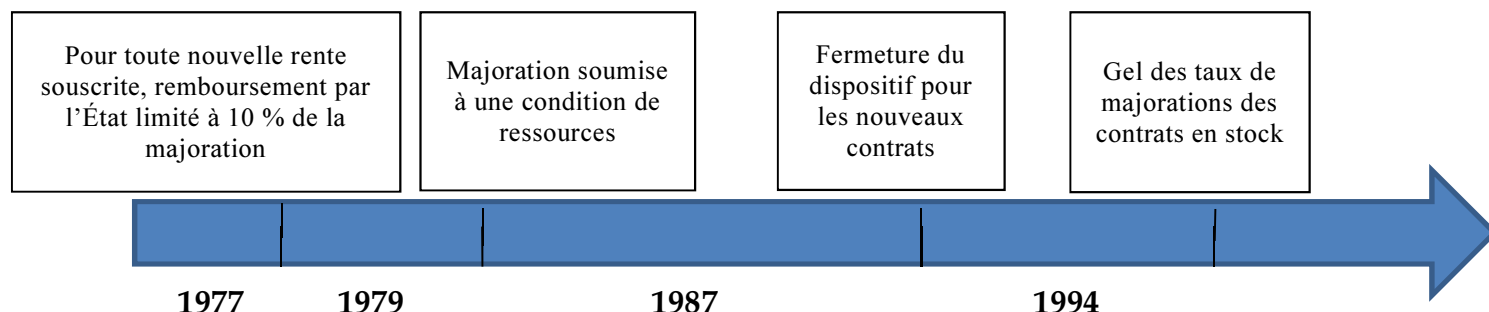 Pour toute nouvelle rente
souscrite, remboursement par
l'État limité à 10 % de la
majoration
Majoration soumise
à une condition de
ressources
Fermeture du
dispositif pour
les nouveaux
contrats
Gel des taux de
majorations des
contrats en stock
1977
1979
1987
1994